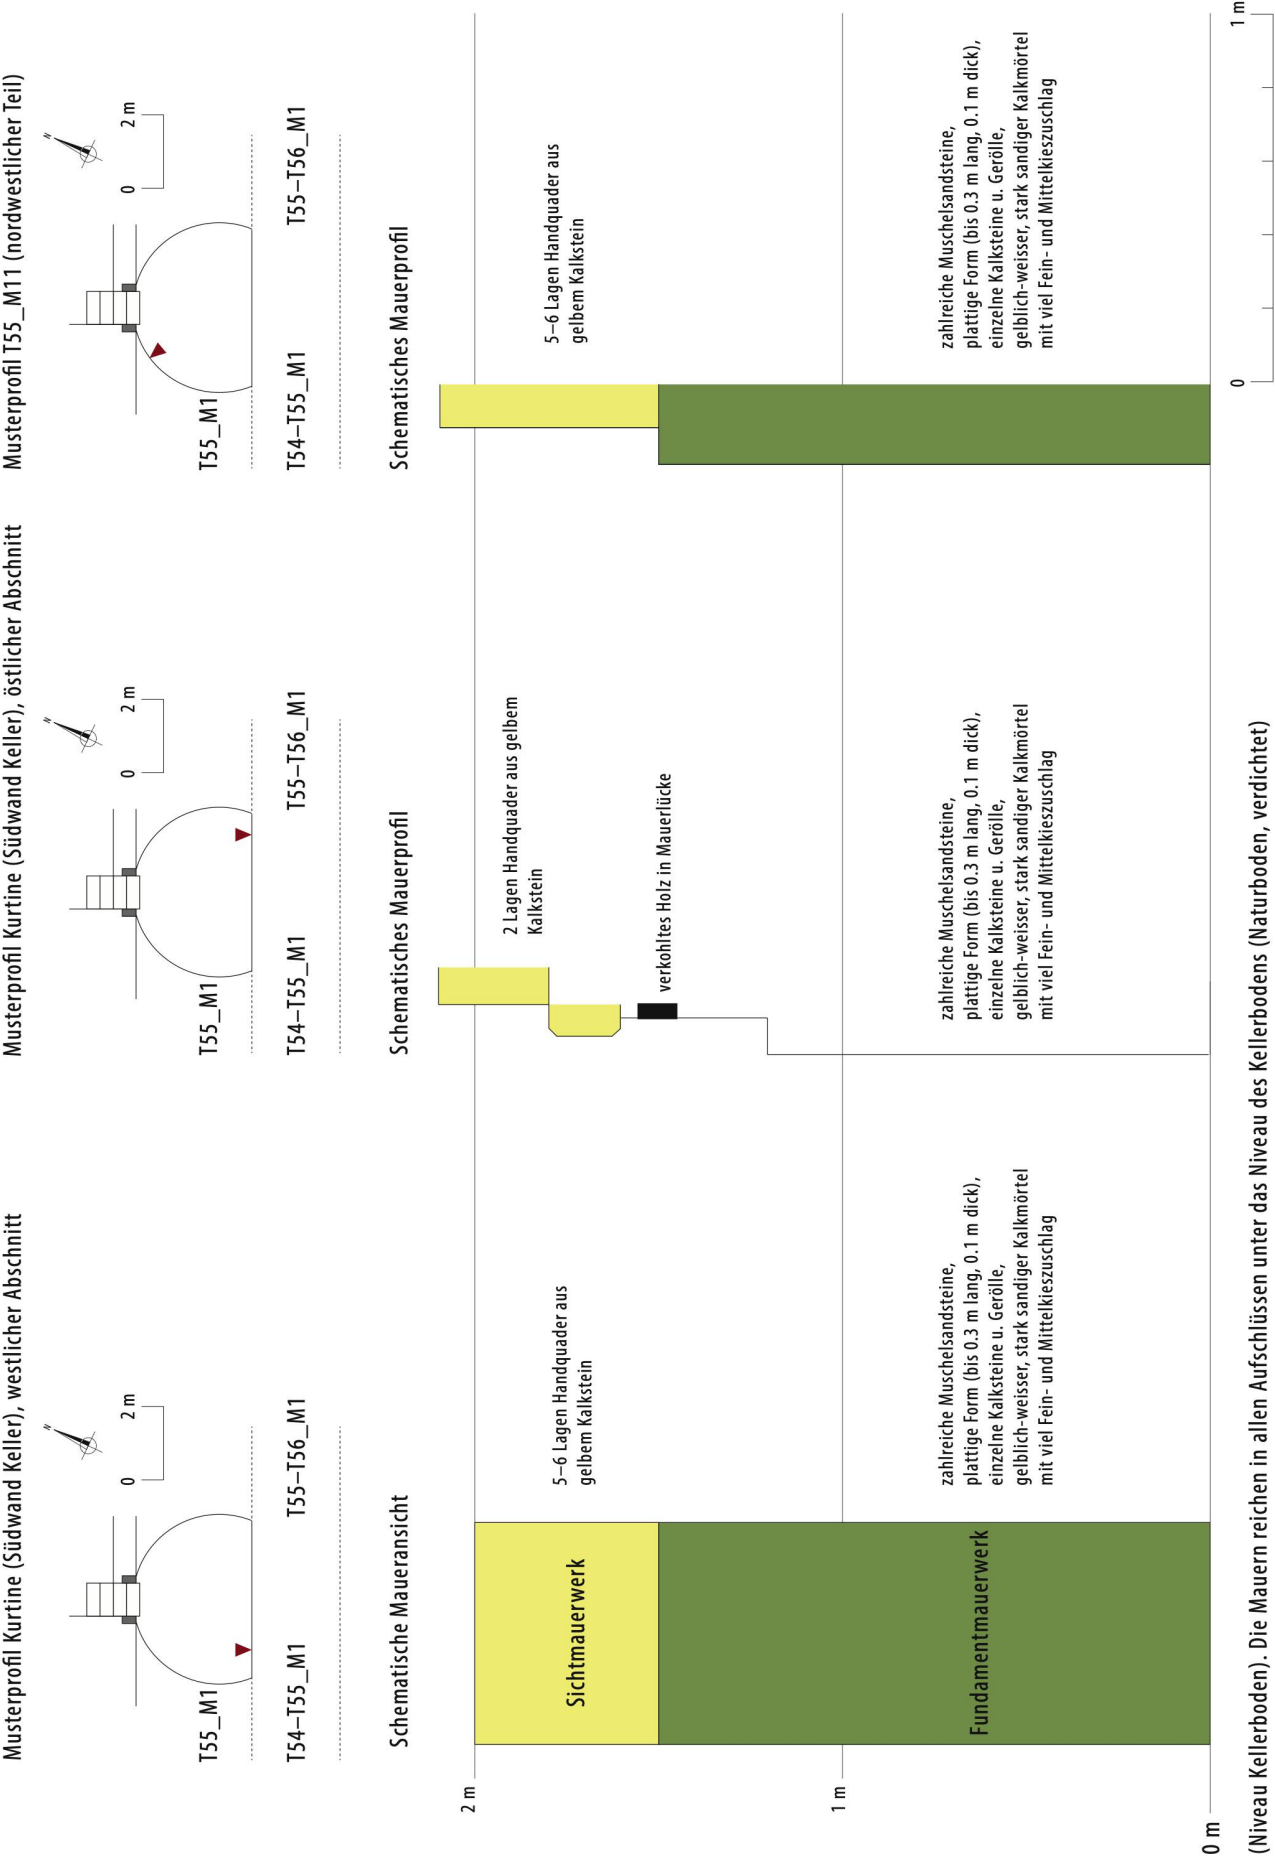 Musterprofil Kurtine (Südwand Keller), westlicher Abschnitt
N
0 2 m
T55_M1
T54–T55_M1 T55–T56_M1
Schematische Maueransicht
2 m
1 m
0 m
Sichtmauerwerk
5–6 Lagen Handquader aus
gelbem Kalkstein
Fundamentmauerwerk
zahlreiche Muschelsandsteine,
plattige Form (bis 0.3 m lang, 0.1 m dick),
einzelne Kalksteine u. Gerölle,
gelblich-weisser, stark sandiger Kalkmörtel
mit viel Fein- und Mittelkieszuschlag
Musterprofil Kurtine (Südwand Keller), östlicher Abschnitt
N
0 2 m
T55_M1
T54–T55_M1 T55–T56_M1
Schematisches Mauerprofil
2 Lagen Handquader aus gelbem
Kalkstein
verkohltes Holz in Mauerlücke
zahlreiche Muschelsandsteine,
plattige Form (bis 0.3 m lang, 0.1 m dick),
einzelne Kalksteine u. Gerölle,
gelblich-weisser, stark sandiger Kalkmörtel
mit viel Fein- und Mittelkieszuschlag
Musterprofil T55_M11 (nordwestlicher Teil)
N
0 2 m
T55_M1
T54–T55_M1 T55–T56_M1
Schematisches Mauerprofil
5–6 Lagen Handquader aus
gelbem Kalkstein
zahlreiche Muschelsandsteine,
plattige Form (bis 0.3 m lang, 0.1 m dick),
einzelne Kalksteine u. Gerölle,
gelblich-weisser, stark sandiger Kalkmörtel
mit viel Fein- und Mittelkieszuschlag
0 1 m
(Niveau Kellerboden). Die Mauern reichen in allen Aufschlüssen unter das Niveau des Kellerbodens (Naturboden, verdichtet)